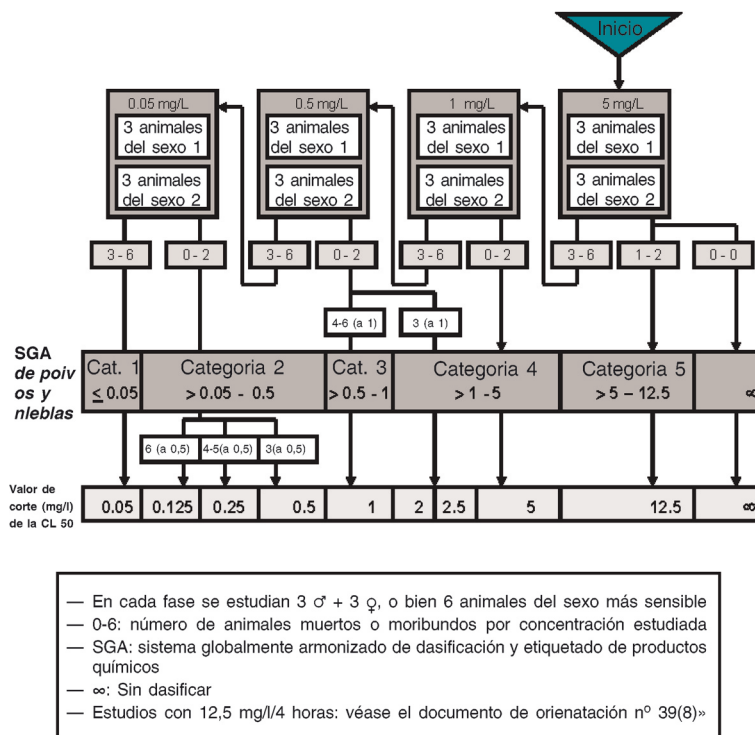 Inicio
0.05 mg/L
0.5 mg/L
1 mg/L
5 mg/L
3 animales
del sexo 1
3 animales
del sexo 1
3 animales
del sexo 1
3 animales
del sexo 1
3 animales
del sexo 2
3 animales
del sexo 2
3 animales
del sexo 2
3 animales
del sexo 2
3 - 6
0 - 2
3 - 6
0 - 2
3 - 6
0 - 2
3 - 6
1 - 2
0 - 0
4-6 (a 1)
3 (a 1)
SGA
de poiv
os y
nleblas
Cat. 1
≤ 0.05
Categoria 2
> 0.05 - 0.5
Cat. 3
> 0.5 - 1
Categoria 4
> 1 - 5
Categoria 5
> 5 – 12.5
∞
6 (a 0,5)
4-5(a 0,5)
3(a 0,5)
Valor de
corte (mg/l)
de la CL 50
0.05
0.125
0.25
0.5
1
2
2.5
5
12.5
∞
— En cada fase se estudian 3 ♂ + 3 ♀, o bien 6 animales del sexo más sensible
— 0-6: número de animales muertos o moribundos por concentración estudiada
— SGA: sistema globalmente armonizado de dasificación y etiquetado de productos
químicos
— ∞: Sin dasificar
— Estudios con 12,5 mg/l/4 horas: véase el documento de orienatación nº 39(8)»